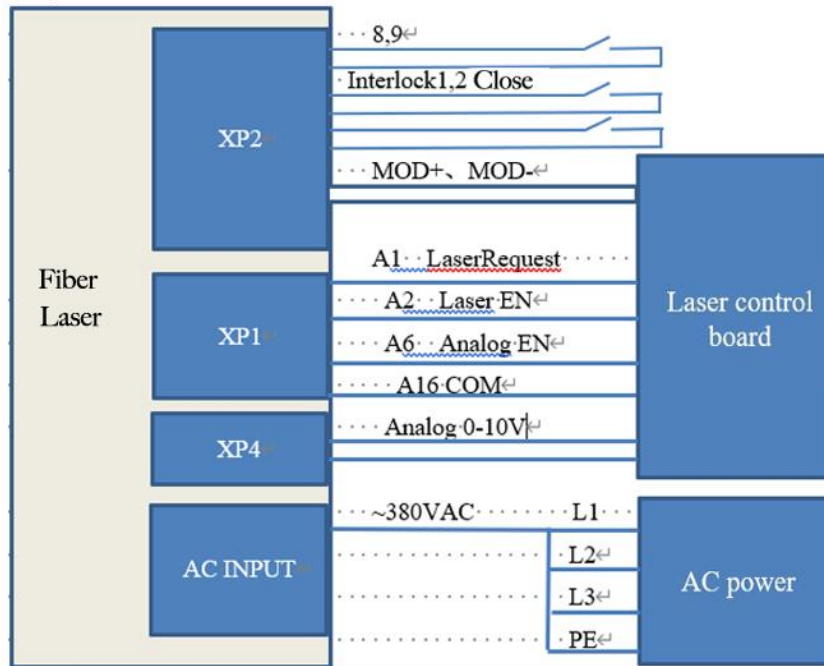 8,9
Interlock1,2 Close
XP2
MOD+、MOD-
Fiber
Laser
A1 LaserRequest
A2 Laser EN
XP1
A6 Analog EN
Laser control
board
A16 COM
XP4
Analog 0-10V
~380VAC L1
AC INPUT
L2
AC power
L3
PE